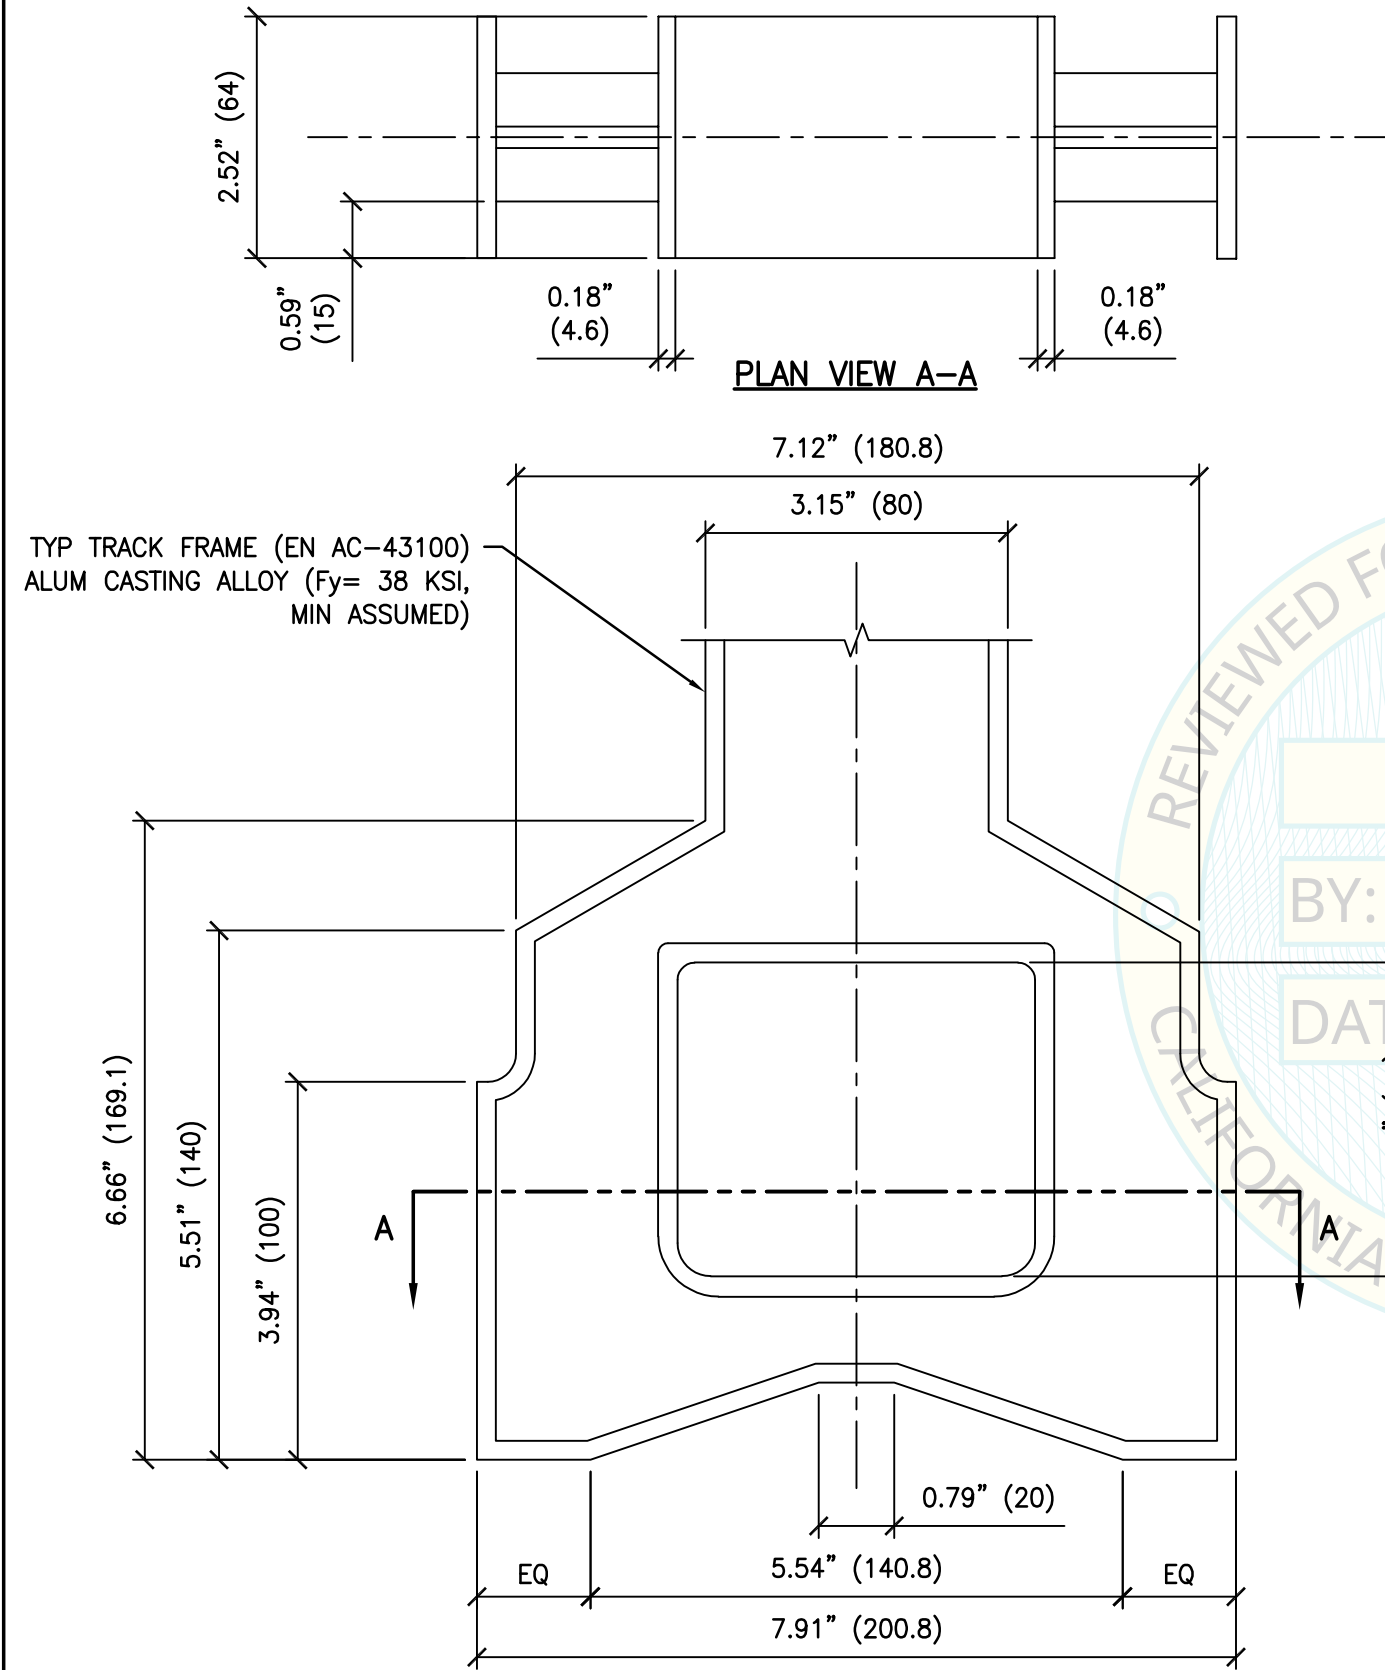 2.52” (64)
0.59”
(15)
0.18”
(4.6)
0.18”
(4.6)
PLAN VIEW A-A
7.12” (180.8)
3.15” (80)
TYP TRACK FRAME (EN AC-43100)
ALUM CASTING ALLOY (Fy= 38 KSI,
MIN ASSUMED)
REVIEWED
BY:
6.66” (169.1)
5.51” (140)
3.94” (100)
A
A
CALIFORNIA
0.79” (20)
EQ
5.54” (140.8)
EQ
7.91” (200.8)